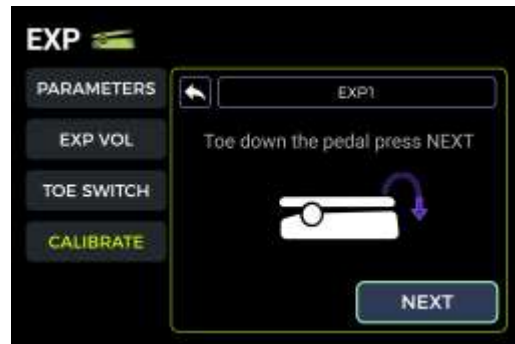 EXP
PARAMETERS
EXP VOL
TOE SWITCH
CALIBRATE
EXP1
Toe down the pedal press NEXT
NEXT